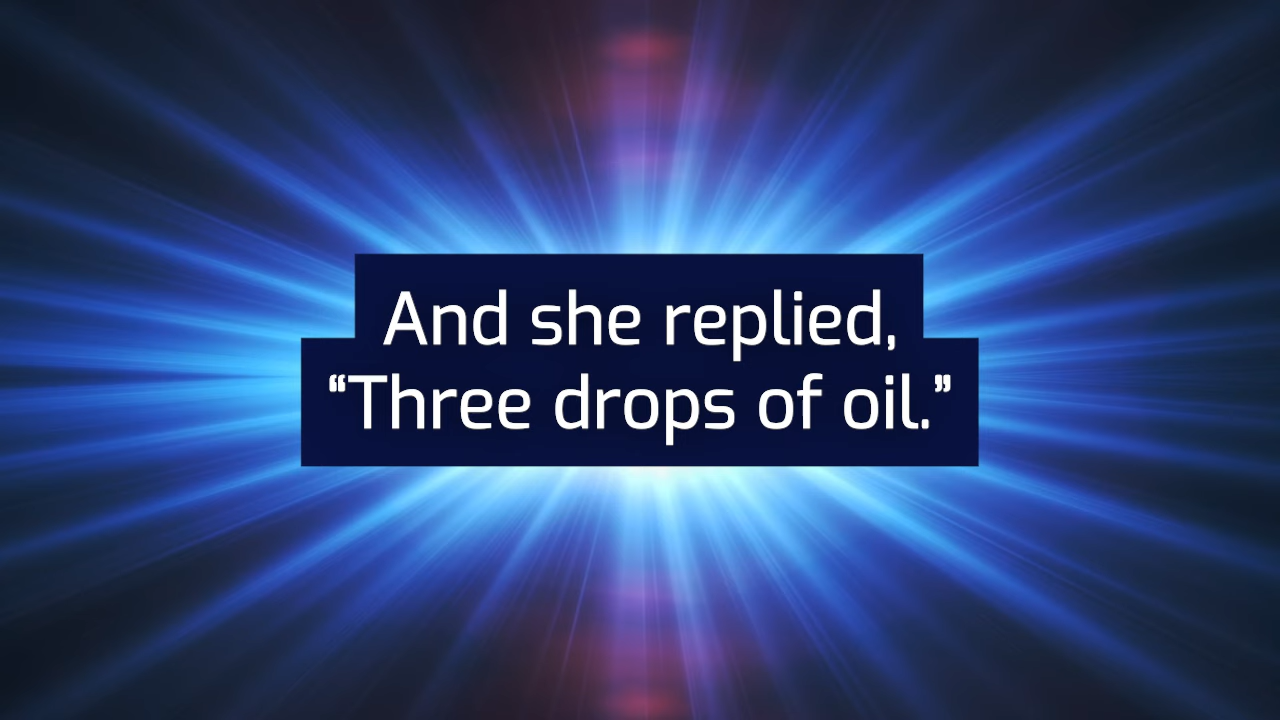 And she replied,
“Three drops of oil.”